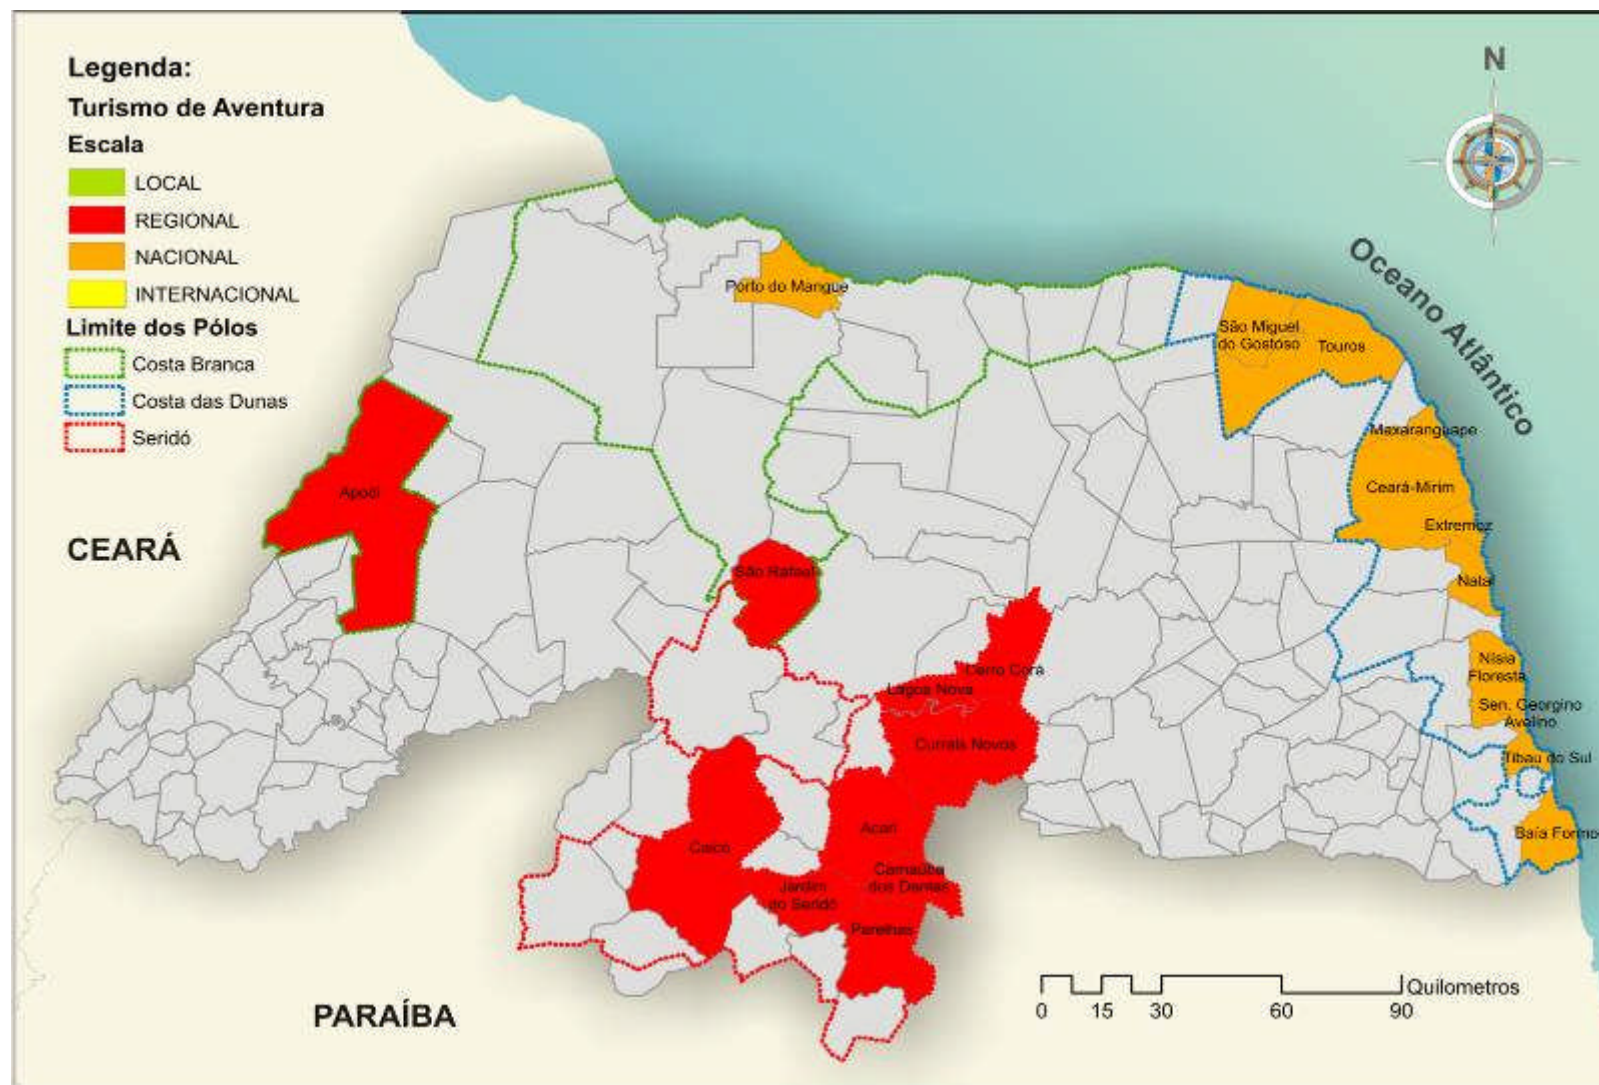 Legenda:
Turismo de Aventura
Escala
LOCAL
REGIONAL
NACIONAL
INTERNACIONAL
Limite dos Pólos
Costa Branca
Costa das Dunas
Seridó
N
Oceano Atlântico
Porto do Mangue
São Miguel
do Gostoso
Touros
Maxaranguape
Ceará-Mirim
Extremoz
Natal
Apodi
CEARÁ
São Rafael
Cerro Corá
Lagoa Nova
Currais Novos
Nísia
Floresta
Sen. Georgino
Avelino
Tibau do Sul
Baía Formo
Acari
Caicó
Carnaúba
dos Dantas
Jardim
do Seridó
Parelhas
PARAÍBA
Quilometros
0 15 30 60 90